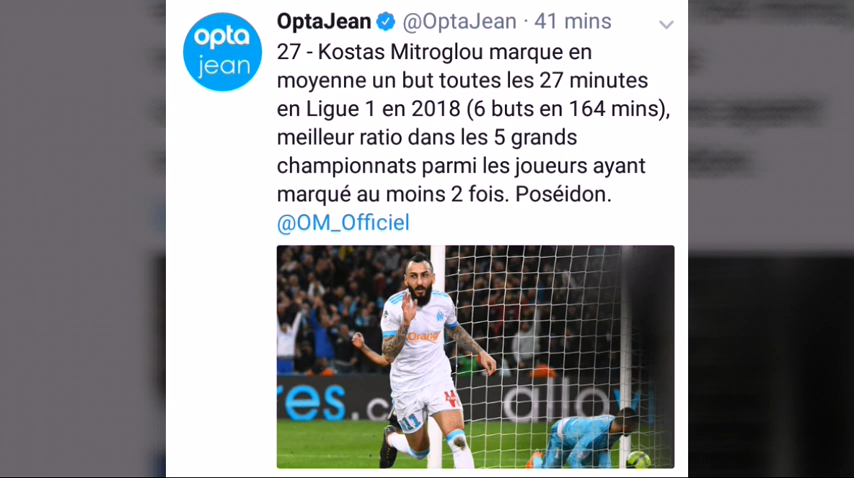 opta
jean
OptaJean @OptaJean · 41 mins
27 - Kostas Mitroglou marque en
moyenne un but toutes les 27 minutes
en Ligue 1 en 2018 (6 buts en 164 mins),
meilleur ratio dans les 5 grands
championnats parmi les joueurs ayant
marqué au moins 2 fois. Poséidon.
@OM_Officiel
Orange
res.c
allo
11